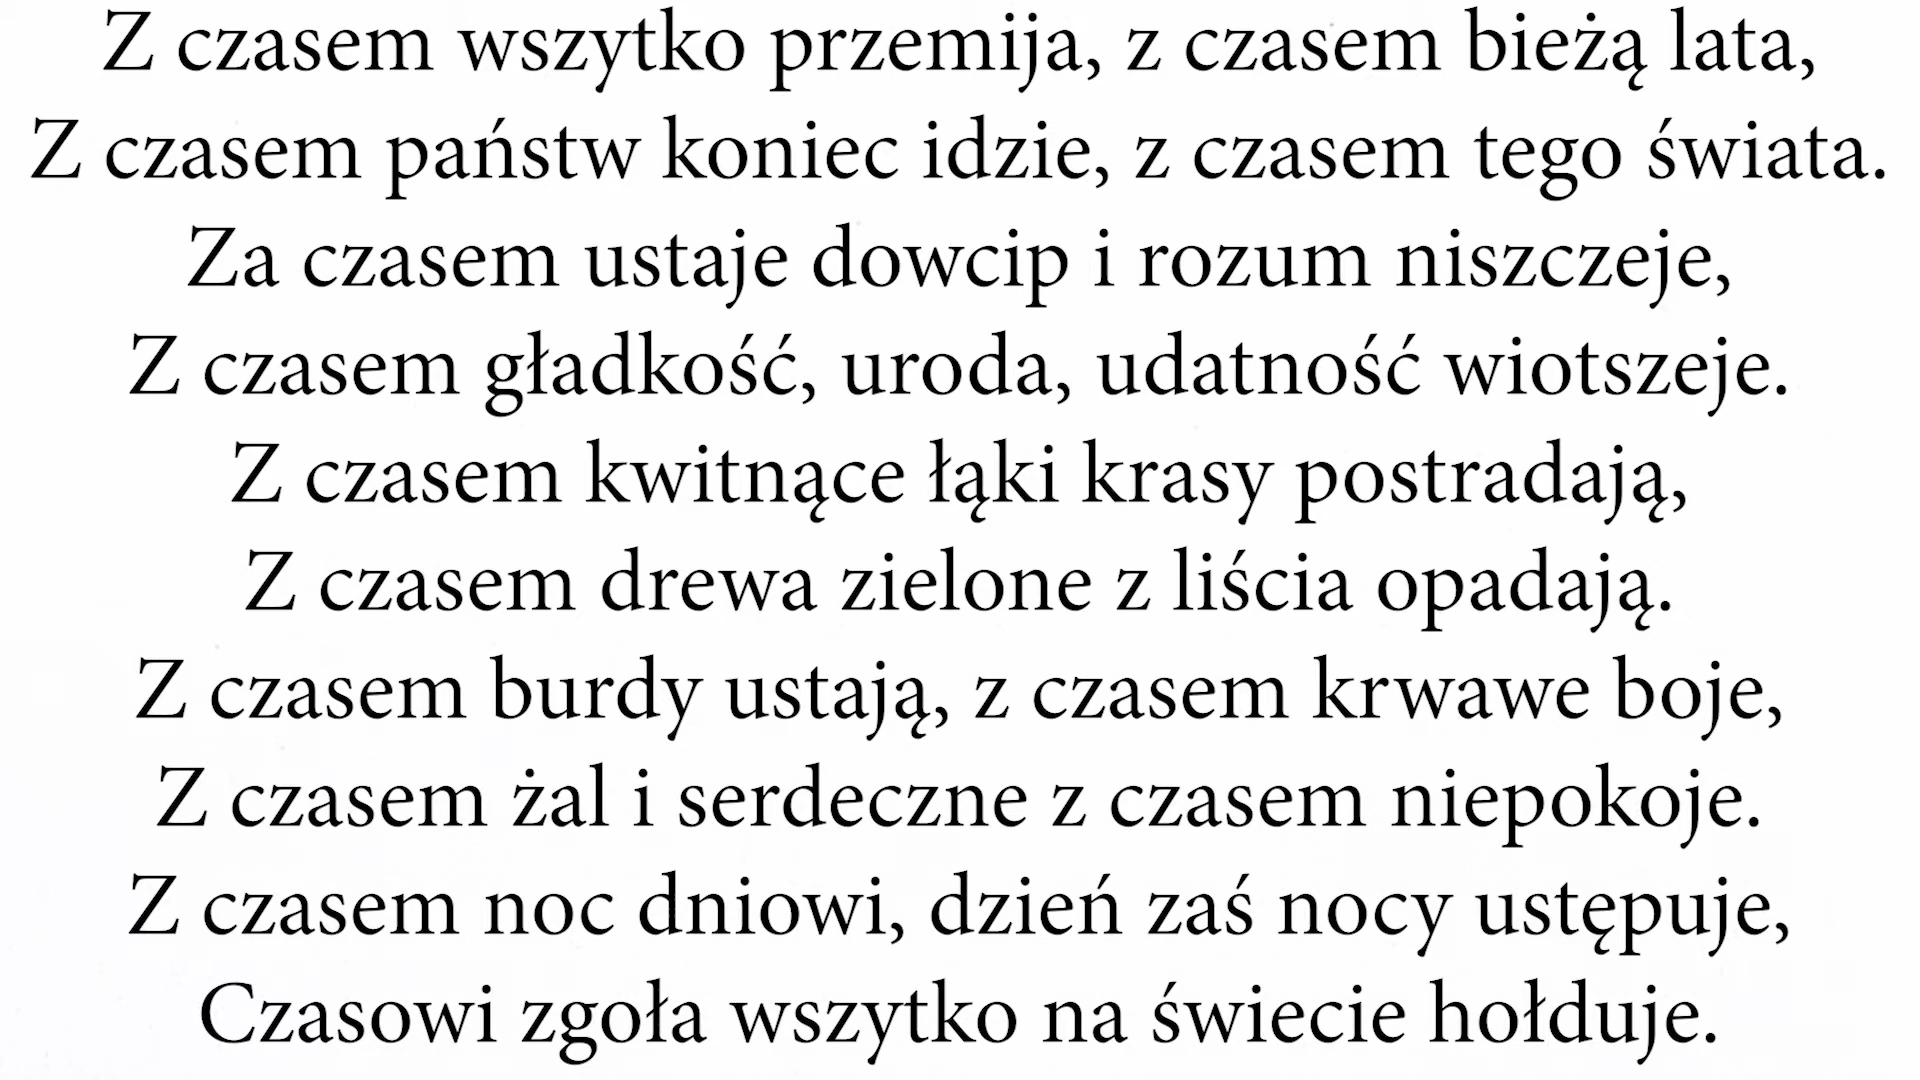 Z czasem wszytko przemija, z czasem bieżą lata,
Z czasem państw koniec idzie, z czasem tego świata.
Za czasem ustaje dowcip i rozum niszczeje,
Z czasem gładkość, uroda, udatność wiotszeje.
Z czasem kwitnące łąki krasy postradają,
Z czasem drewa zielone z liścia opadają.
Z czasem burdy ustają, z czasem krwawe boje,
Z czasem żal i serdeczne z czasem niepokoje.
Z czasem noc dniowi, dzień zaś nocy ustępuje,
Czasowi zgoła wszytko na świecie hołduje.